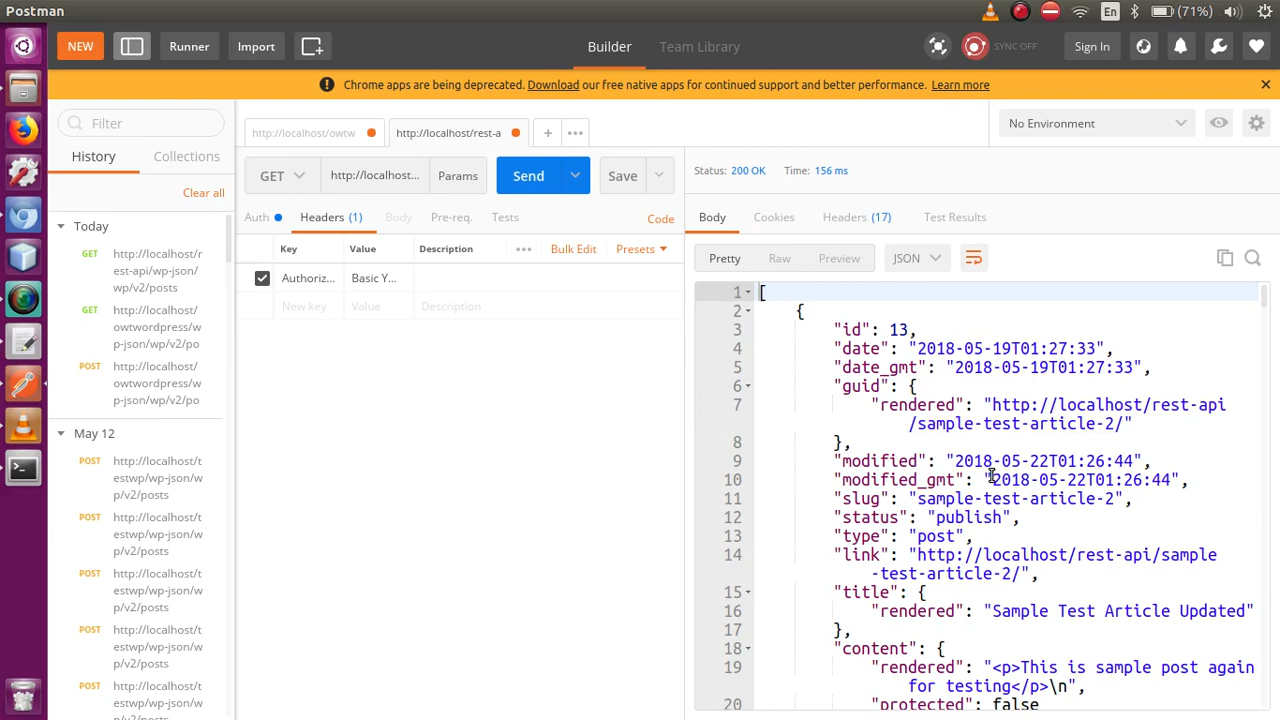 Postman
En
(71%)
NEW
Runner
Import
Builder
Team Library
SYNC OFF
Sign In
Chrome apps are being deprecated. Download our free native apps for continued support and better performance. Learn more
Filter
History
Collections
Clear all
Today
GET
http://localhost/r
est-api/wp-json/
wp/v2/posts
GET
http://localhost/
owtwordpress/w
p-json/wp/v2/po
POST
http://localhost/
owtwordpress/w
p-json/wp/v2/po
May 12
POST
http://localhost/t
estwp/wp-json/w
p/v2/posts
POST
http://localhost/t
estwp/wp-json/w
p/v2/posts
POST
http://localhost/t
estwp/wp-json/w
p/v2/posts
POST
http://localhost/t
estwp/wp-json/w
p/v2/posts
POST
http://localhost/t
estwp/wp-json/w
http://localhost/owtw
http://localhost/rest-a
No Environment
GET
http://localhost...
Params
Send
Save
Auth
Headers (1)
Body
Pre-req.
Tests
Code
Key
Value
Description
Bulk Edit
Presets
Authoriz...
Basic Y...
New key
Value
Description
Status: 200 OK
Time: 156 ms
Body
Cookies
Headers (17)
Test Results
Pretty
Raw
Preview
JSON
1 [
2 {
3 "id": 13,
4 "date": "2018-05-19T01:27:33",
5 "date_gmt": "2018-05-19T01:27:33",
6 "guid": {
7 "rendered": "http://localhost/rest-api
/sample-test-article-2/"
8 },
9 "modified": "2018-05-22T01:26:44",
10 "modified_gmt": "2018-05-22T01:26:44",
11 "slug": "sample-test-article-2",
12 "status": "publish",
13 "type": "post",
14 "link": "http://localhost/rest-api/sample
-test-article-2/",
15 "title": {
16 "rendered": "Sample Test Article Updated"
17 },
18 "content": {
19 "rendered": "<p>This is sample post again
for testing</p>\n",
20 "protected": false